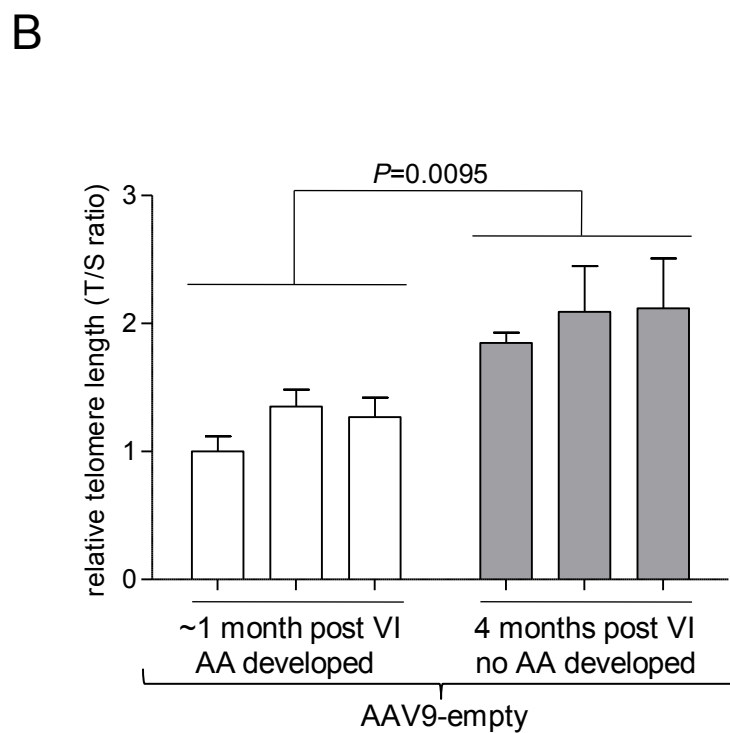 B
P=0.0095
relative telomere length (T/S ratio)
3
2
1
0
~1 month post VI
AA developed
4 months post VI
no AA developed
AAV9-empty